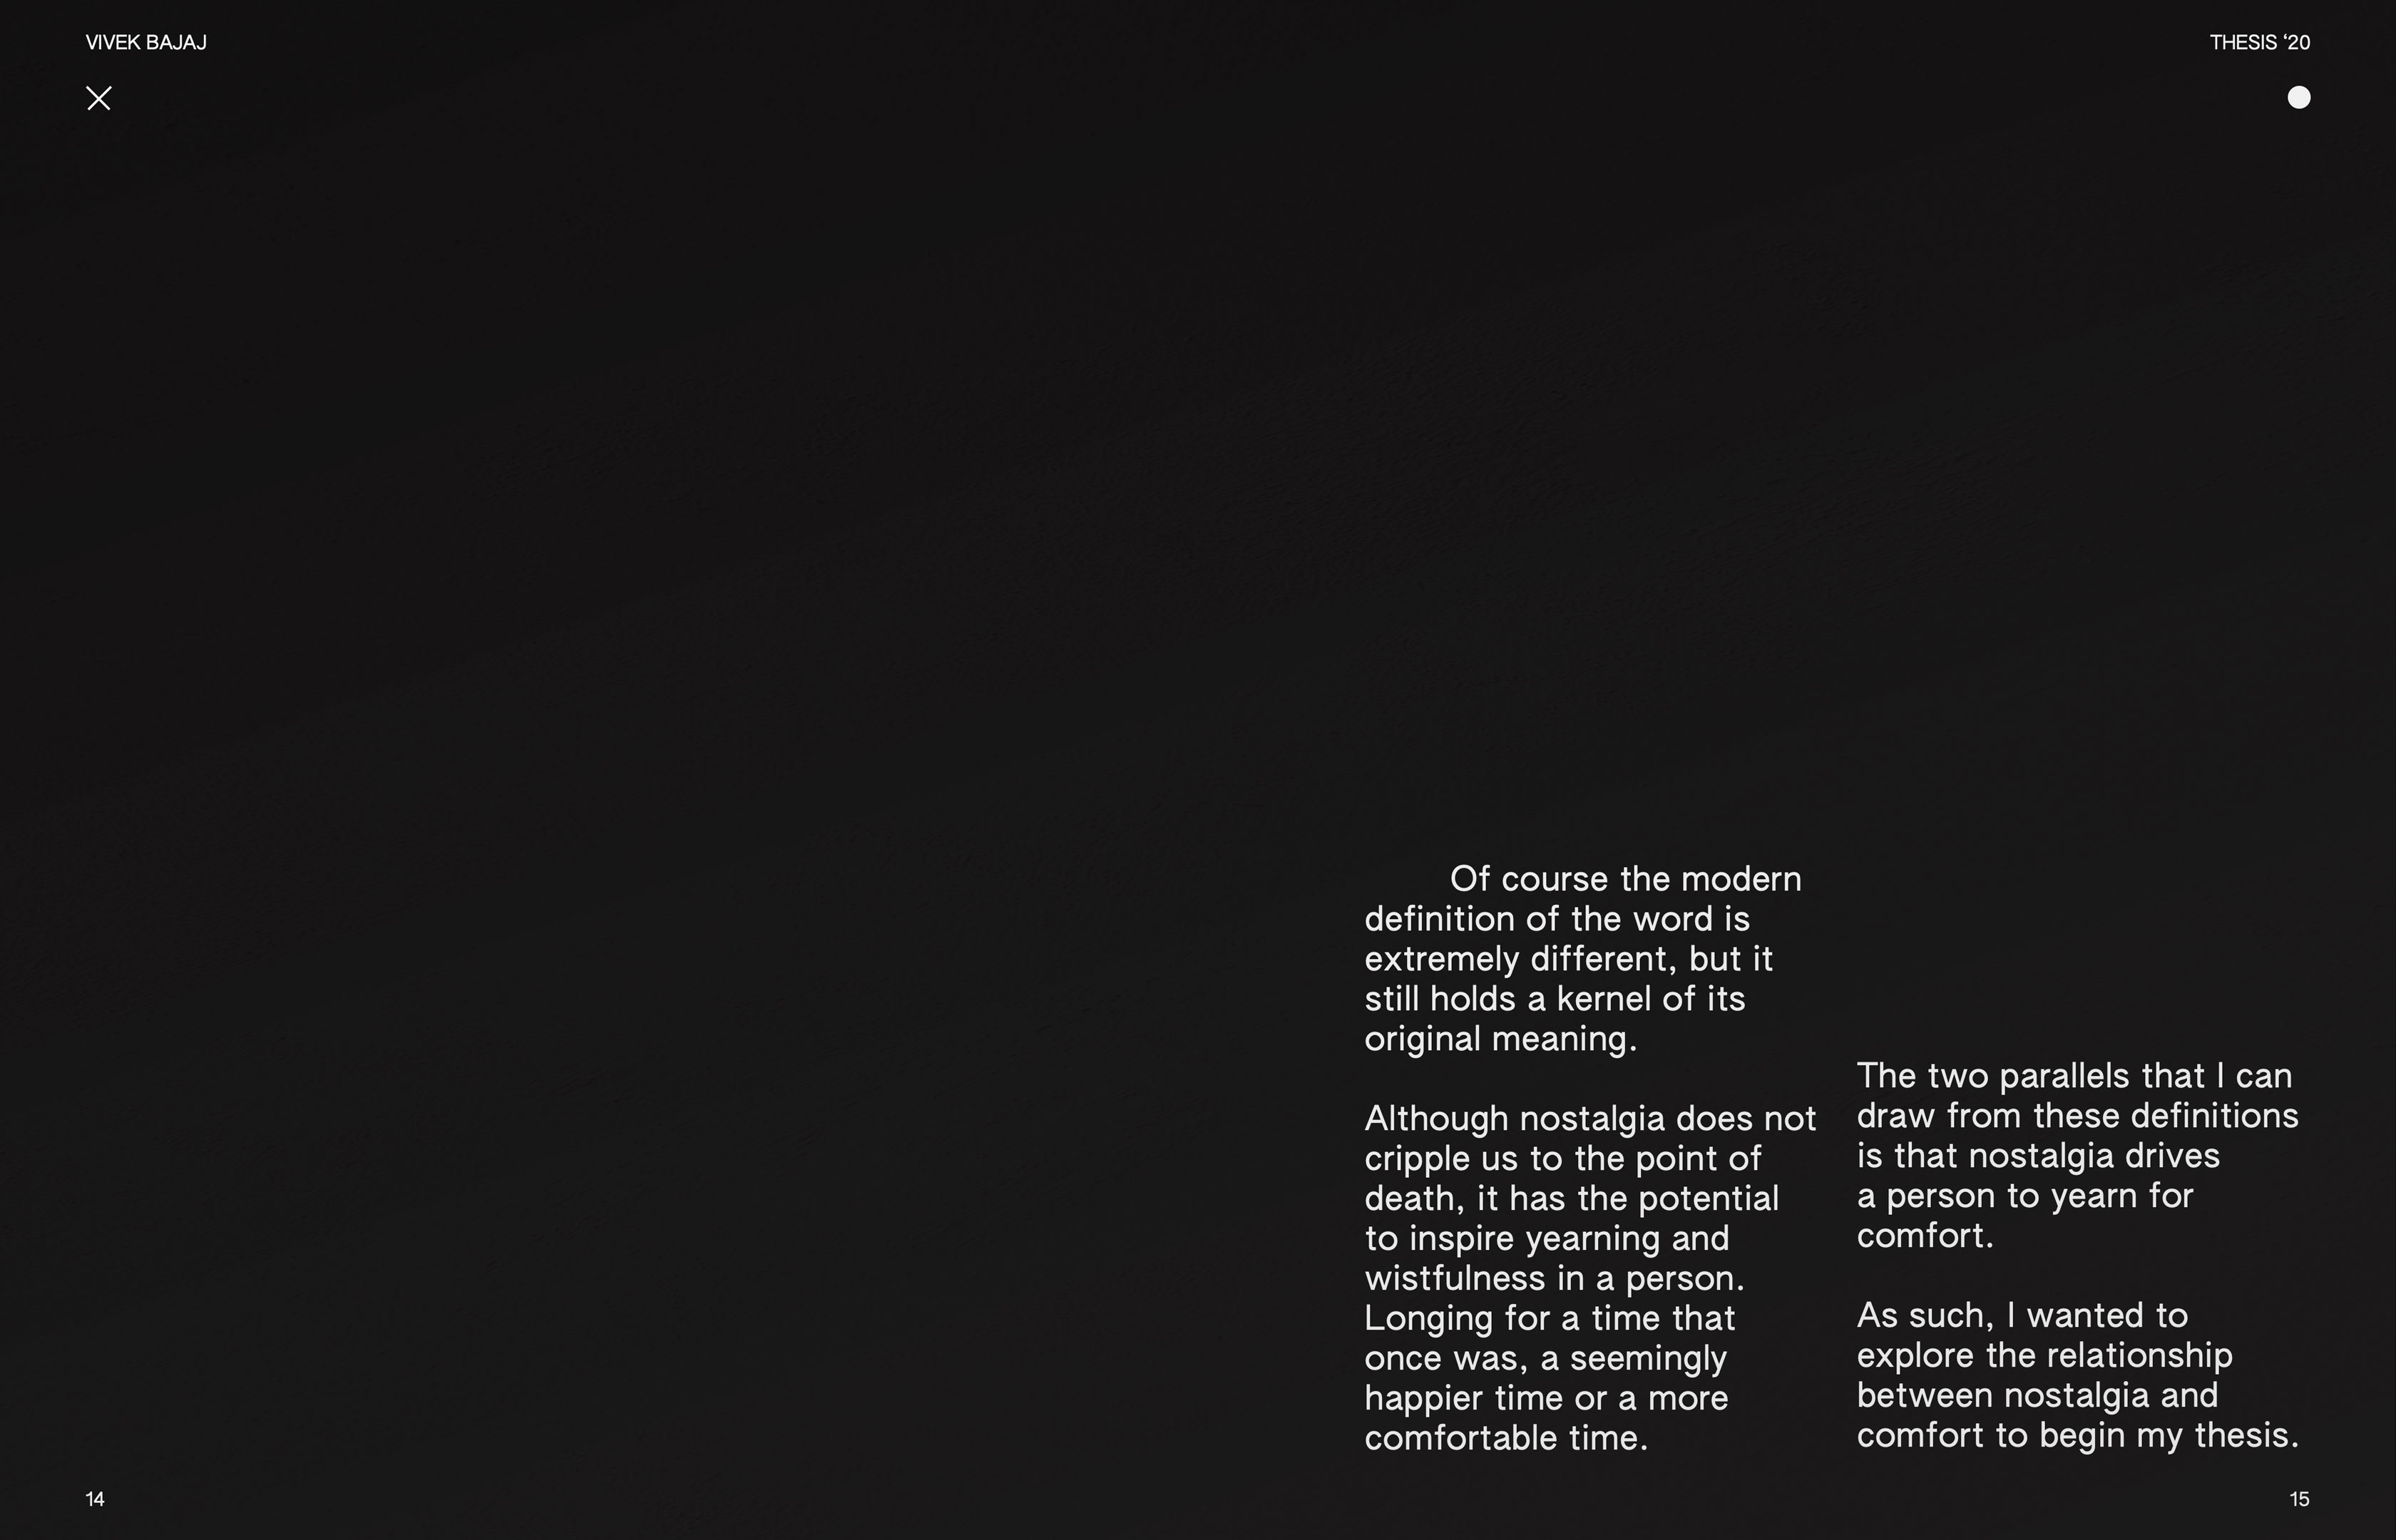 VIVEK BAJAJ
THESIS ‘20
Of course the modern
definition of the word is
extremely different, but it
still holds a kernel of its
original meaning.
Although nostalgia does not
cripple us to the point of
death, it has the potential
to inspire yearning and
wistfulness in a person.
Longing for a time that
once was, a seemingly
happier time or a more
comfortable time.
The two parallels that I can
draw from these definitions
is that nostalgia drives
a person to yearn for
comfort.
As such, I wanted to
explore the relationship
between nostalgia and
comfort to begin my thesis.
14
15